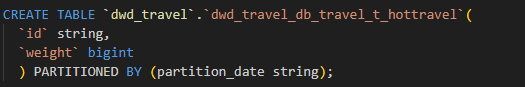 CREATE TABLE `dwd_travel`.`dwd_travel_db_travel_t_hottravel`(
`id` string,
`weight` bigint
) PARTITIONED BY (partition_date string);